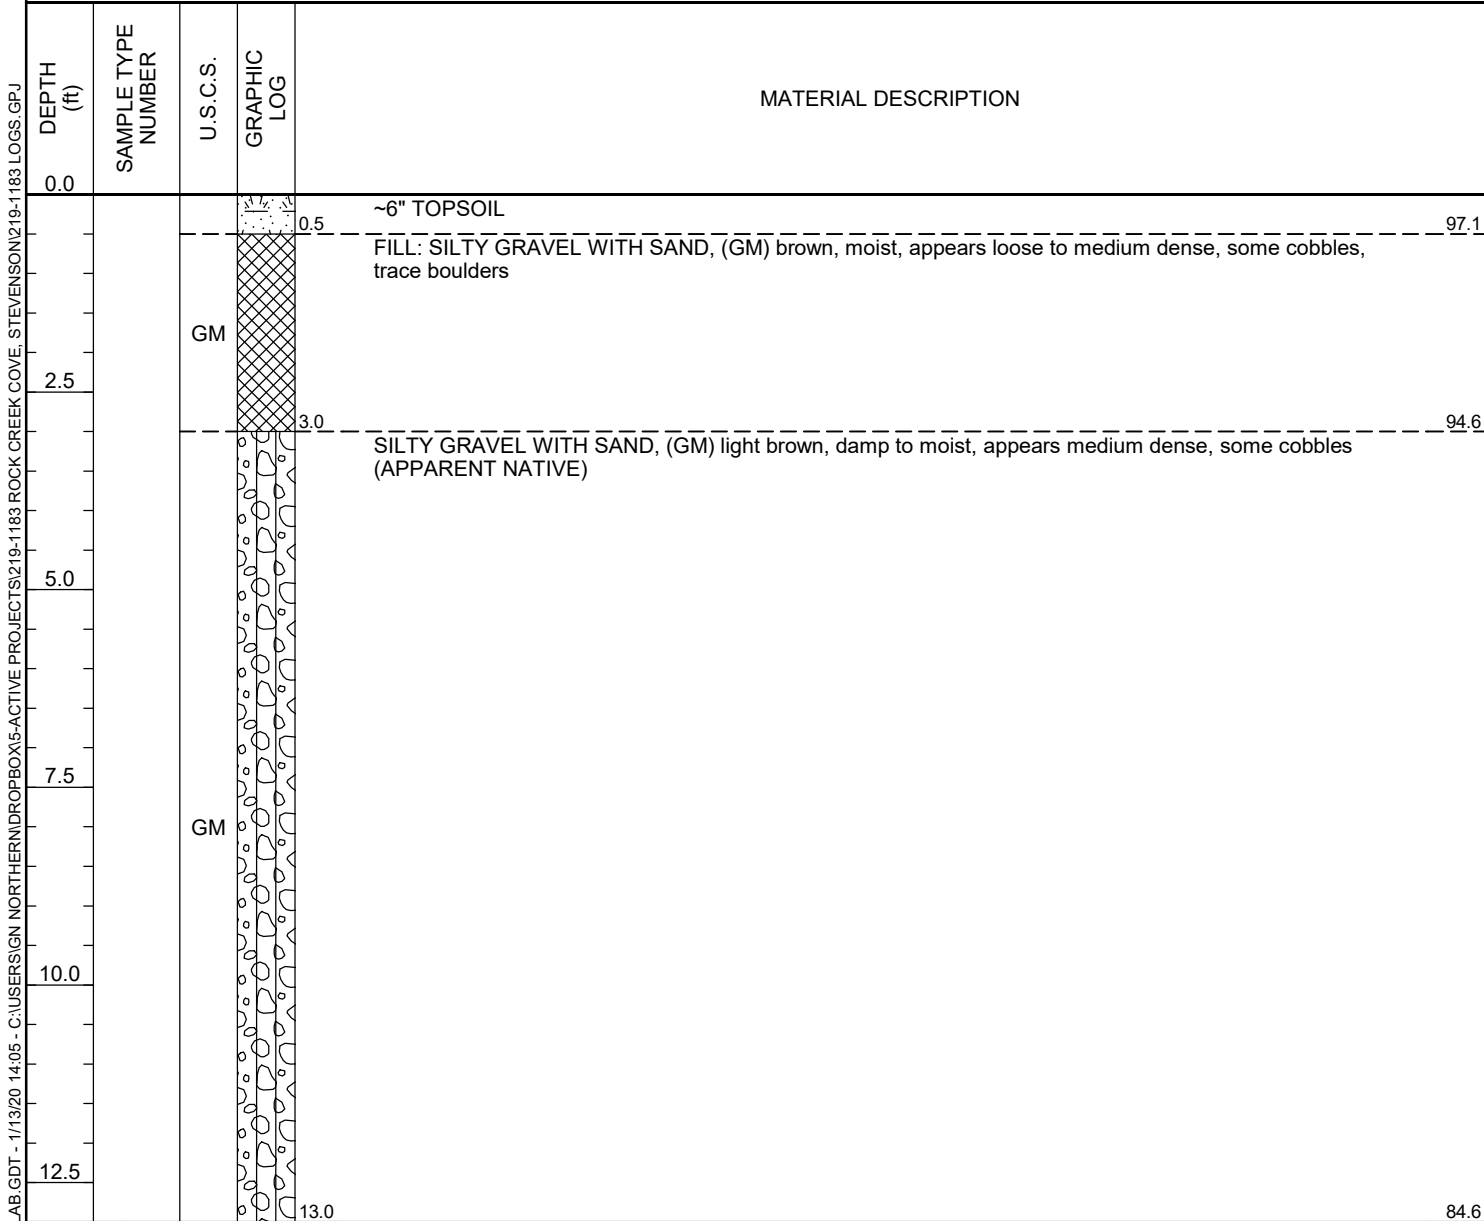 DEPTH
(ft)
SAMPLE TYPE
NUMBER
U.S.C.S.
GRAPHIC
LOG
MATERIAL DESCRIPTION
0.0
~6" TOPSOIL
0.5
97.1
FILL: SILTY GRAVEL WITH SAND, (GM) brown, moist, appears loose to medium dense, some cobbles,
trace boulders
GM
2.5
3.0
94.6
SILTY GRAVEL WITH SAND, (GM) light brown, damp to moist, appears medium dense, some cobbles
(APPARENT NATIVE)
5.0
7.5
GM
10.0
12.5
13.0
84.6
AB.GDT - 1/13/20 14:05 - C:\USERS\GN NORTHERN\DROPBOX\5-ACTIVE PROJECTS\219-1183 ROCK CREEK COVE, STEVENSON\219-1183 LOGS.GPJ